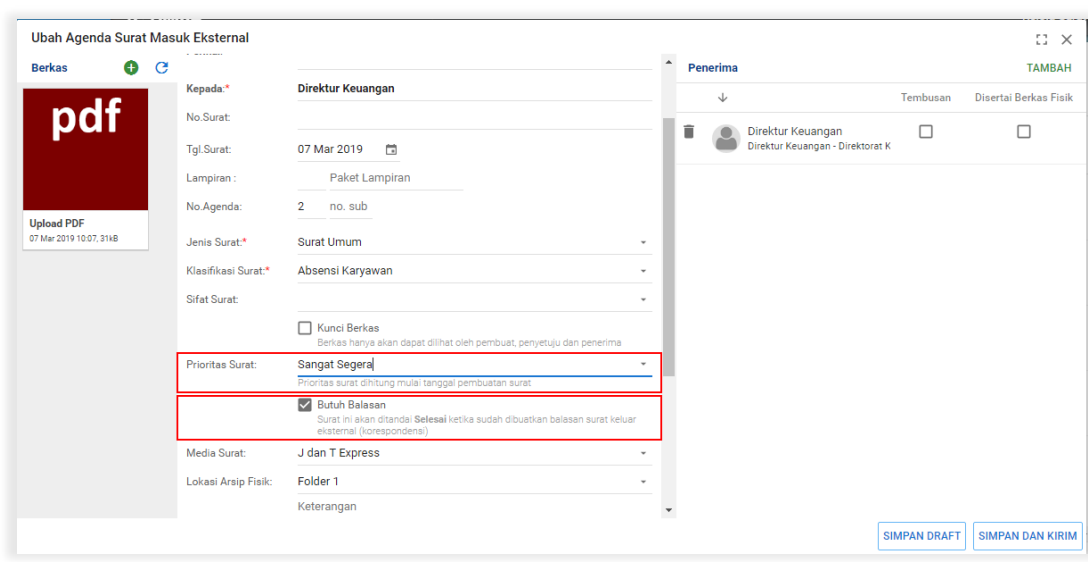 Ubah Agenda Surat Masuk Eksternal
Berkas
Penerima
TAMBAH
pdf
Upload PDF
07 Mar 2019 10:07, 31kB
Kepada:* Direktur Keuangan
No.Surat:
Tgl.Surat: 07 Mar 2019
Lampiran : Paket Lampiran
No.Agenda: 2 no. sub
Jenis Surat:* Surat Umum
Klasifikasi Surat:* Absensi Karyawan
Sifat Surat:
Kunci Berkas
Berkas hanya akan dapat dilihat oleh pembuat, penyetuju dan penerima
Prioritas Surat: Sangat Segera
Prioritas surat dihitung mulai tanggal pembuatan surat
Butuh Balasan
Surat ini akan ditandai Selesai ketika sudah dibuatkan balasan surat keluar
eksternal (korespondensi)
Media Surat: J dan T Express
Lokasi Arsip Fisik: Folder 1
Keterangan
Tembusan Disertai Berkas Fisik
Direktur Keuangan
Direktur Keuangan - Direktorat K
SIMPAN DRAFT SIMPAN DAN KIRIM